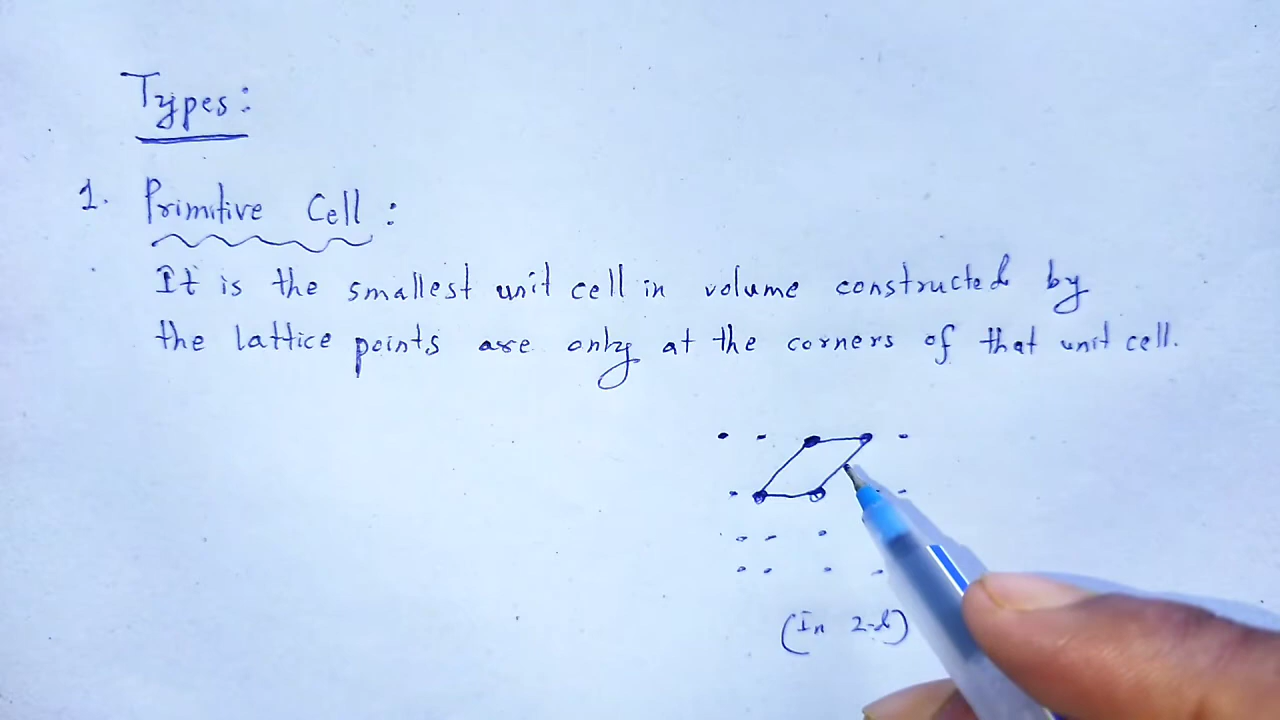 Types:
1. Primitive Cell:
It is the smallest unit cell in volume constructed by
the lattice points are only at the corners of that unit cell.
(In 2-d)